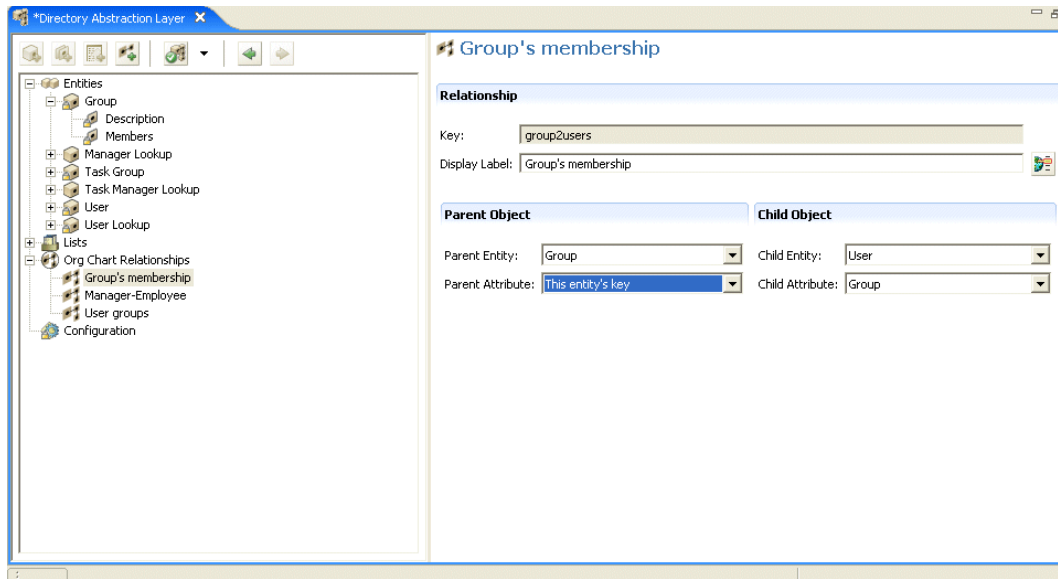 *Directory Abstraction Layer
Entities
Group
Description
Members
Manager Lookup
Task Group
Task Manager Lookup
User
User Lookup
Lists
Org Chart Relationships
Group's membership
Manager-Employee
User groups
Configuration
Group's membership
Relationship
Key: group2users
Display Label: Group's membership
Parent Object Child Object
Parent Entity: Group Child Entity: User
Parent Attribute: This entity's key Child Attribute: Group